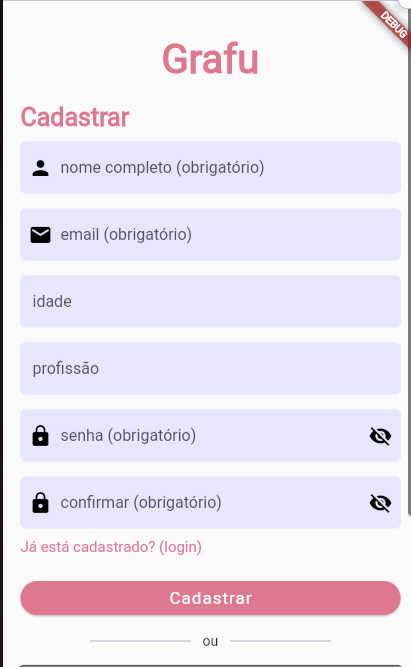 DEBUG
Grafu
Cadastrar
nome completo (obrigatório)
email (obrigatório)
idade
profissão
senha (obrigatório)
confirmar (obrigatório)
Já está cadastrado? (login)
Cadastrar
ou